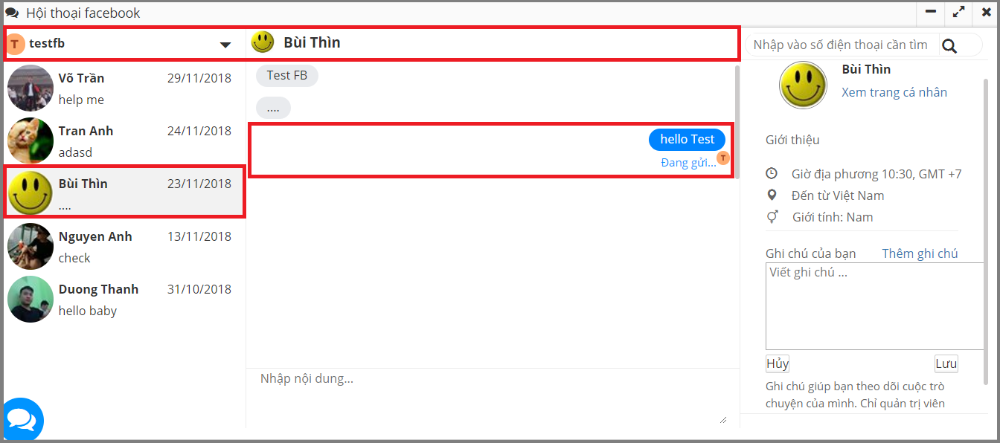 Hội thoại facebook
T testfb
Võ Trần 29/11/2018
help me
Tran Anh 24/11/2018
adasd
Bùi Thìn 23/11/2018
....
Nguyen Anh 13/11/2018
check
Duong Thanh 31/10/2018
hello baby
Bùi Thìn
Test FB
....
hello Test
Đang gửi... T
Nhập nội dung...
Nhập vào số điện thoại cần tìm
Bùi Thìn
Xem trang cá nhân
Giới thiệu
Giờ địa phương 10:30, GMT +7
Đến từ Việt Nam
Giới tính: Nam
Ghi chú của bạn Thêm ghi chú
Viết ghi chú ...
Hủy Lưu
Ghi chú giúp bạn theo dõi cuộc trò
chuyện của mình. Chỉ quản trị viên